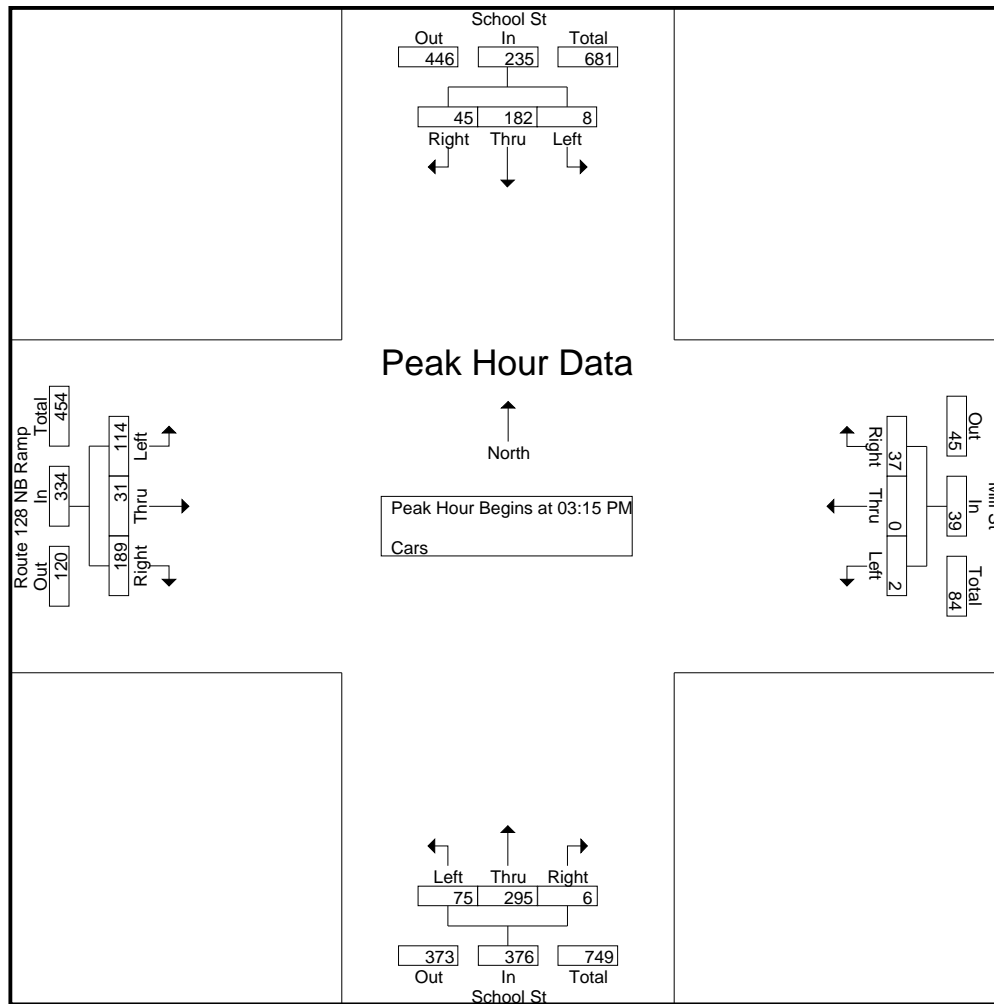 School St
Out In Total
446 235 681
45 182 8
Right Thru Left
Peak Hour Data
North
Peak Hour Begins at 03:15 PM
Cars
Route 128 NB Ramp
Out In Total
120 334 454
189 31 114
Right Thru Left
Out In Total
45 39 84
37 0 2
Right Thru Left
Left Thru Right
75 295 6
373 376 749
Out In Total
School St